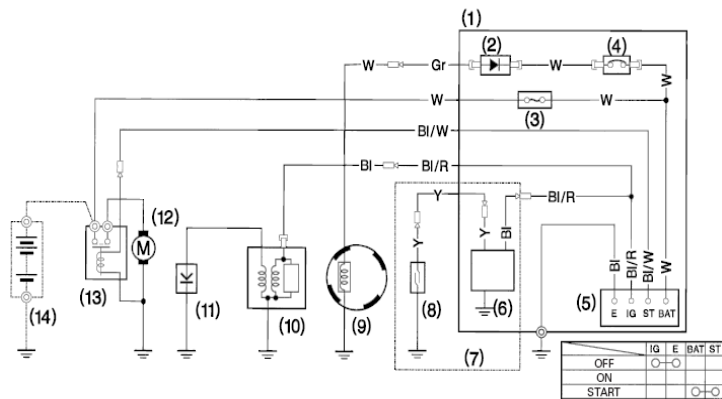 (1)
(2)
(4)
W
Gr
W
W
W
W
(3)
Bl/W
Bl
Bl/R
Y
Bl/R
Y
Y
Bl
Bl
Bl/R
Bl/W
W
(12)
M
(13)
(14)
(11)
(10)
(9)
(8)
(6)
(5)
E IG ST BAT
(7)
IG E BAT ST
OFF
ON
START